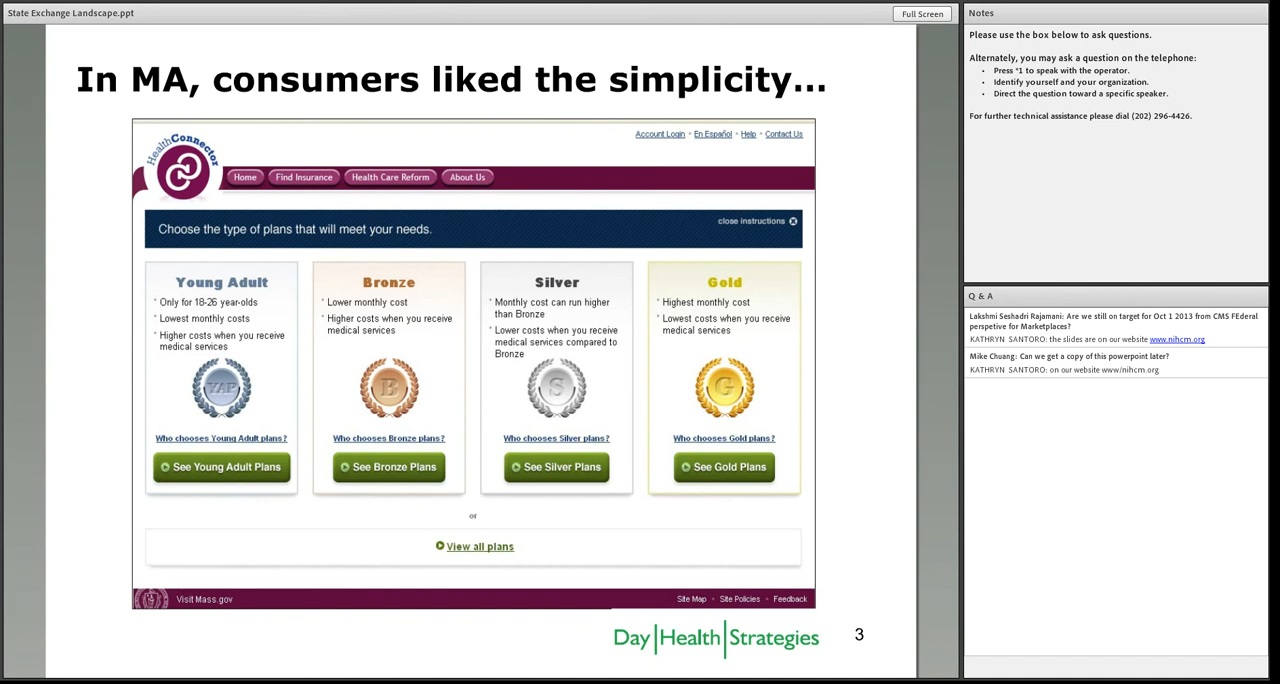 State Exchange Landscape.ppt
Full Screen
In MA, consumers liked the simplicity...
HealthConnector
Account Login En Español Help Contact Us
Home Find Insurance Health Care Reform About Us
Choose the type of plans that will meet your needs.
close instructions
Young Adult
Only for 18-26 year-olds
Lowest monthly costs
Higher costs when you receive
medical services
YAP
Who chooses Young Adult plans?
See Young Adult Plans
Bronze
Lower monthly cost
Higher costs when you receive
medical services
B
Who chooses Bronze plans?
See Bronze Plans
Silver
Monthly cost can run higher
than Bronze
Lower costs when you receive
medical services compared to
Bronze
S
Who chooses Silver plans?
See Silver Plans
Gold
Highest monthly cost
Lowest costs when you receive
medical services
G
Who chooses Gold plans?
See Gold Plans
or
View all plans
Visit Mass.gov
Site Map Site Policies Feedback
Day|Health|Strategies
3
Notes
Please use the box below to ask questions.
Alternately, you may ask a question on the telephone:
• Press *1 to speak with the operator.
• Identify yourself and your organization.
• Direct the question toward a specific speaker.
For further technical assistance please dial (202) 296-4426.
Q & A
Lakshmi Seshadri Rajamani: Are we still on target for Oct 1 2013 from CMS FEderal
perspetive for Marketplaces?
KATHRYN SANTORO: the slides are on our website www.nihcm.org
Mike Chuang: Can we get a copy of this powerpoint later?
KATHRYN SANTORO: on our website www/nihcm.org